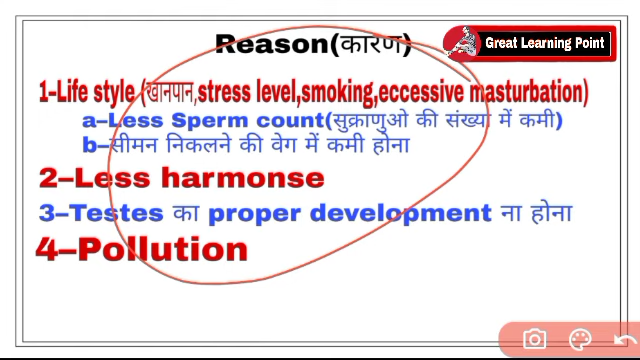 Reason(कारण)
Great Learning Point
1–Life style (खानपान,stress level,smoking,eccessive masturbation)
a–Less Sperm count(सुक्राणुओ की संख्या में कमी)
b–सीमन निकलने की वेग में कमी होना
2–Less harmonse
3–Testes का proper development ना होना
4–Pollution